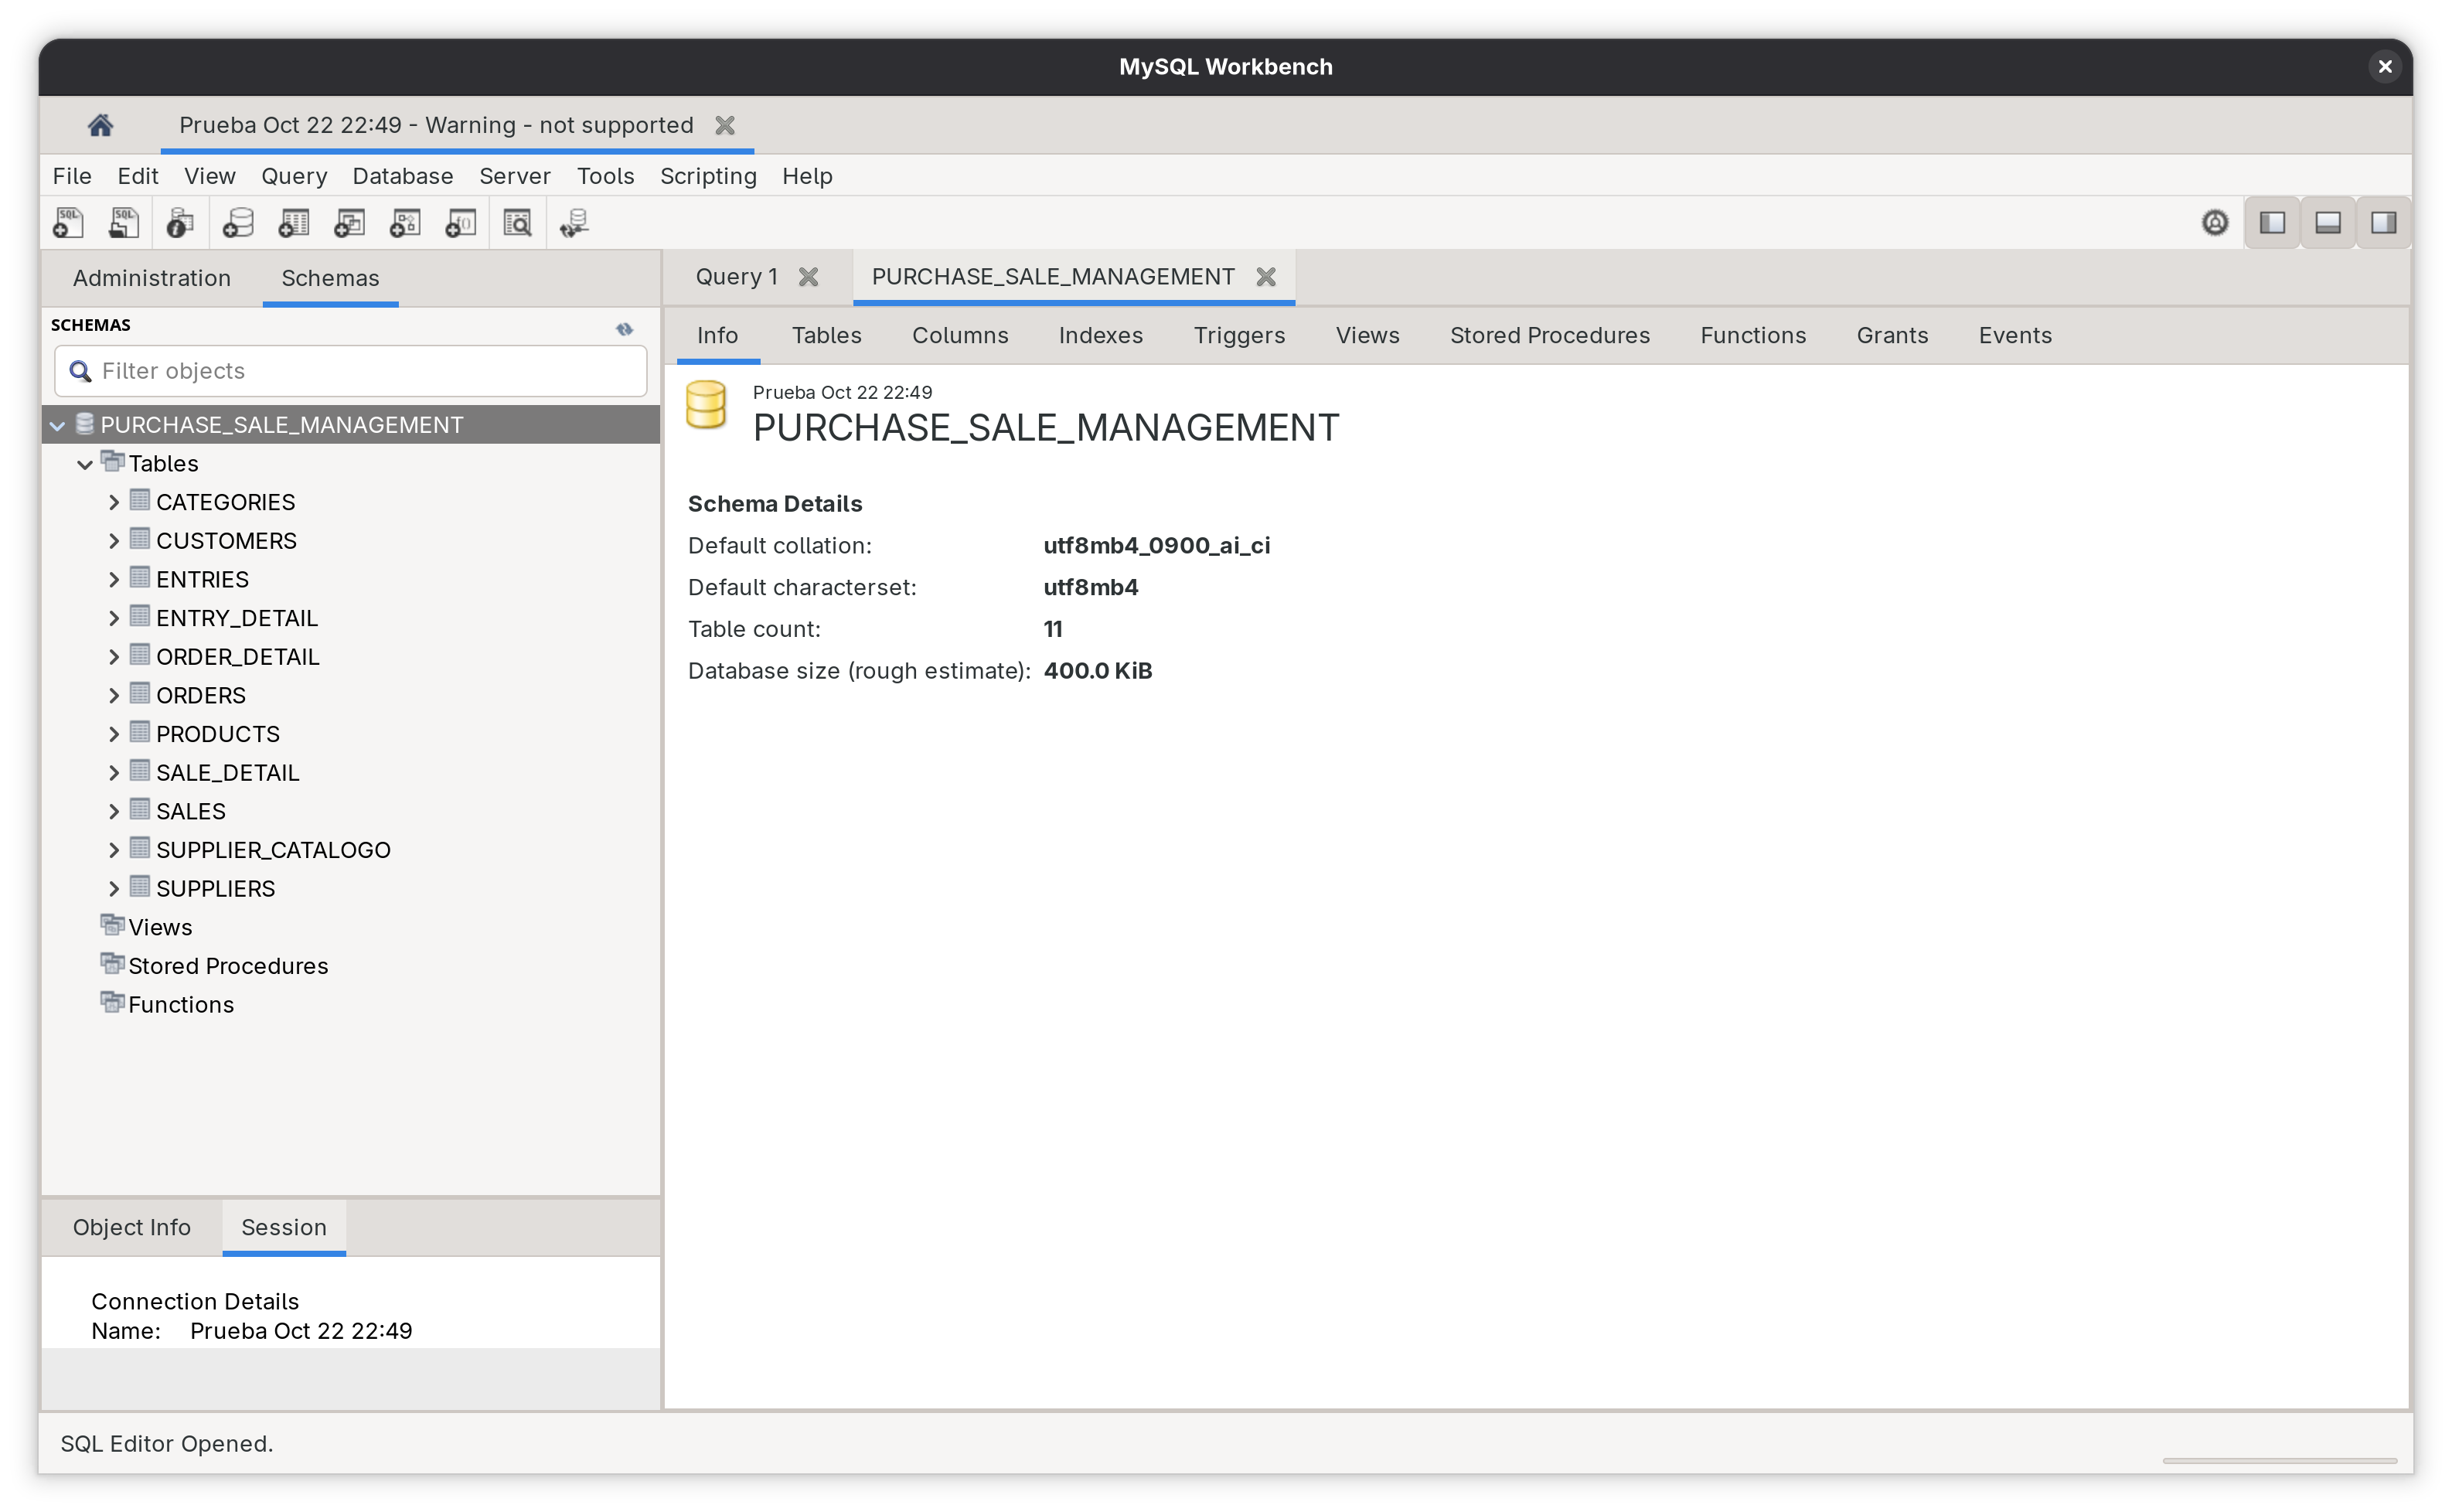 MySQL Workbench
Prueba Oct 22 22:49 - Warning - not supported
File Edit View Query Database Server Tools Scripting Help
Administration Schemas
SCHEMAS
Filter objects
PURCHASE_SALE_MANAGEMENT
Tables
CATEGORIES
CUSTOMERS
ENTRIES
ENTRY_DETAIL
ORDER_DETAIL
ORDERS
PRODUCTS
SALE_DETAIL
SALES
SUPPLIER_CATALOGO
SUPPLIERS
Views
Stored Procedures
Functions
Object Info Session
Connection Details
Name: Prueba Oct 22 22:49
Query 1 PURCHASE_SALE_MANAGEMENT
Info Tables Columns Indexes Triggers Views Stored Procedures Functions Grants Events
Prueba Oct 22 22:49
PURCHASE_SALE_MANAGEMENT
Schema Details
Default collation: utf8mb4_0900_ai_ci
Default characterset: utf8mb4
Table count: 11
Database size (rough estimate): 400.0 KiB
SQL Editor Opened.